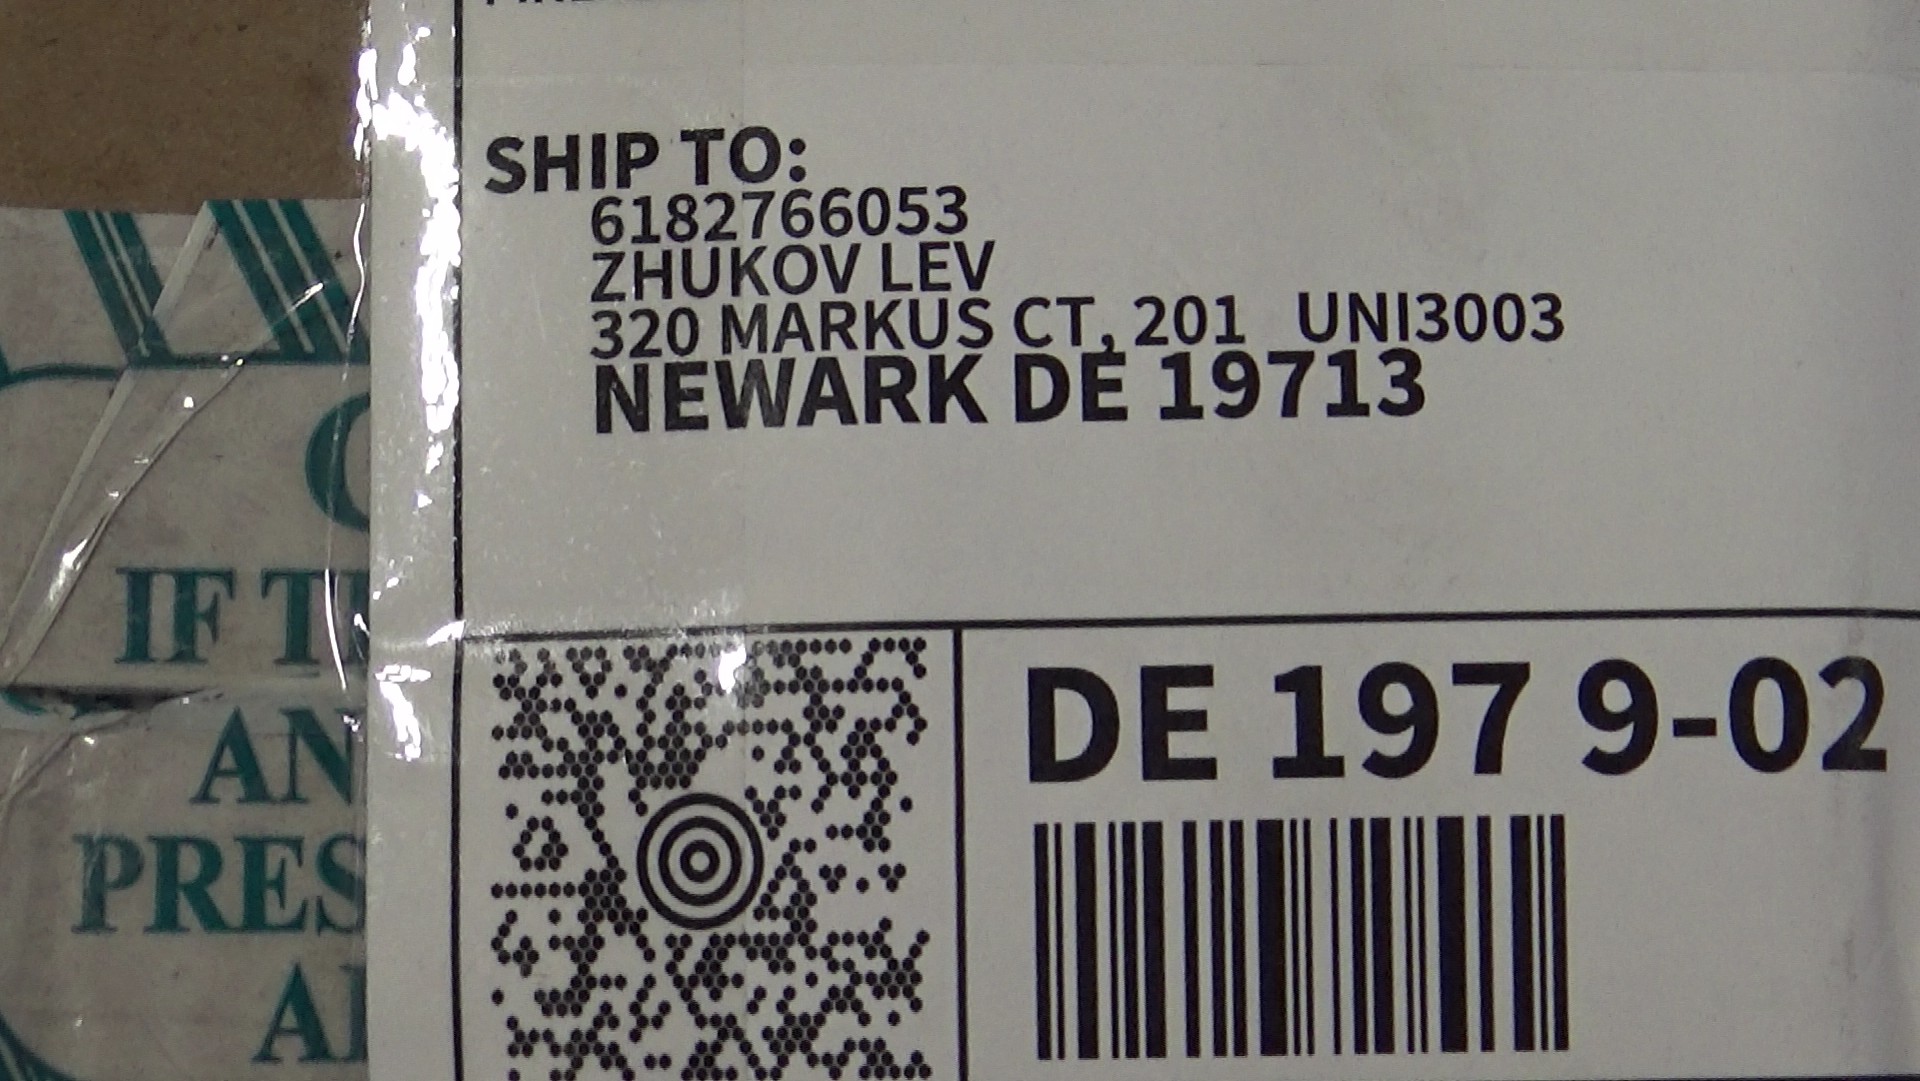 SHIP TO:
6182766053
ZHUKOV LEV
320 MARKUS CT, 201 UNI3003
NEWARK DE 19713
DE 197 9-02
IF
AN
PRES